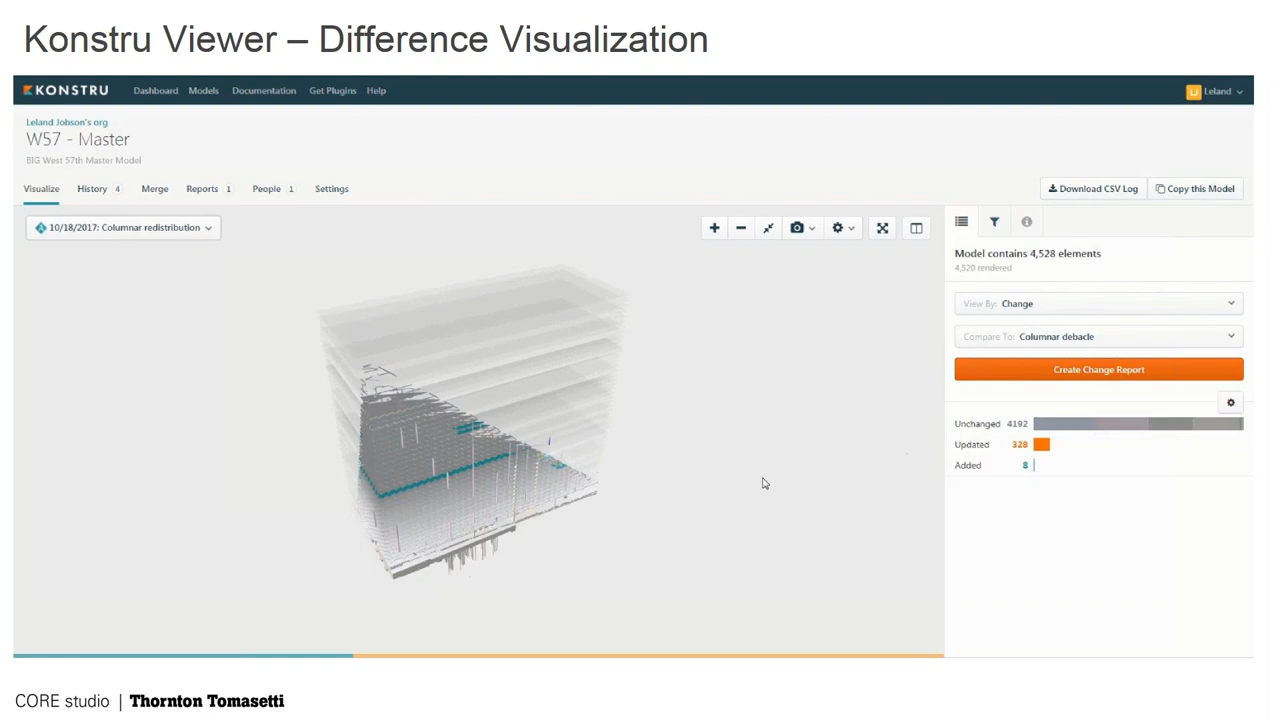 Konstru Viewer – Difference Visualization
KONSTRU Dashboard Models Documentation Get Plugins Help Leland
Leland Jobson's org
W57 - Master
BIG West 57th Master Model
Visualize History 4 Merge Reports 1 People 1 Settings Download CSV Log Copy this Model
10/18/2017: Columnar redistribution
Model contains 4,528 elements
4,520 rendered
View By: Change
Compare To: Columnar debacle
Create Change Report
Unchanged 4192
Updated 328
Added 8
CORE studio | Thornton Tomasetti